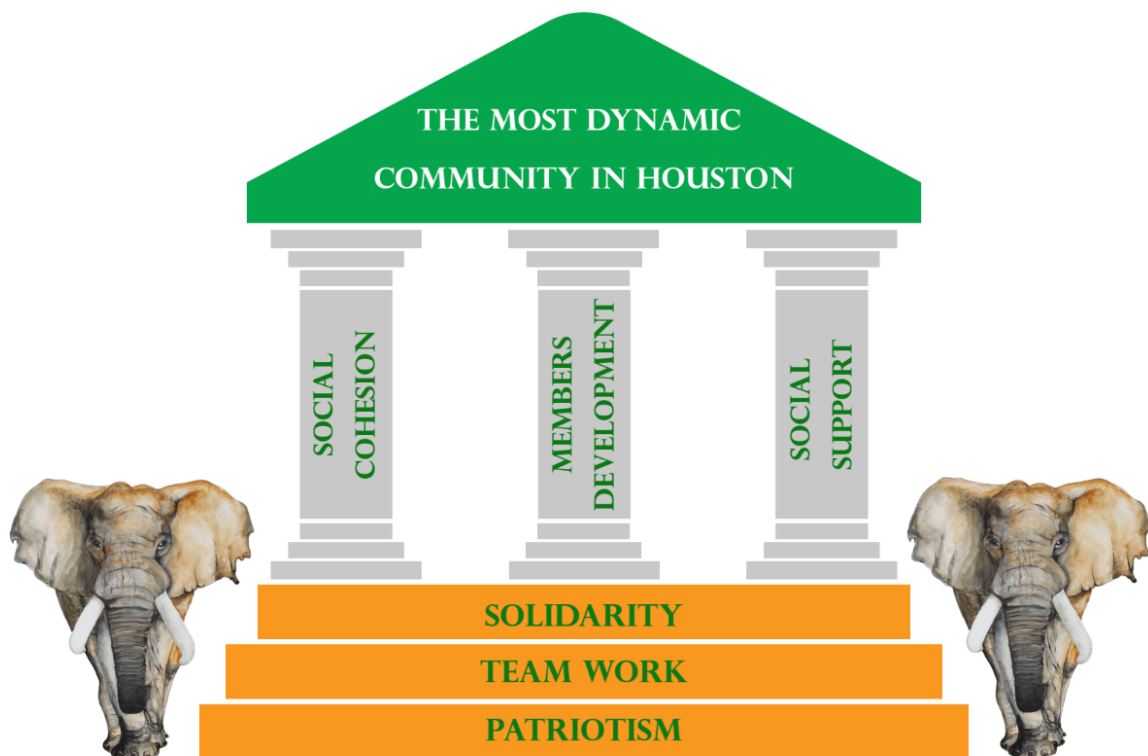 THE MOST DYNAMIC
COMMUNITY IN HOUSTON
SOCIAL
COHESION
MEMBERS
DEVELOPMENT
SOCIAL
SUPPORT
SOLIDARITY
TEAM WORK
PATRIOTISM